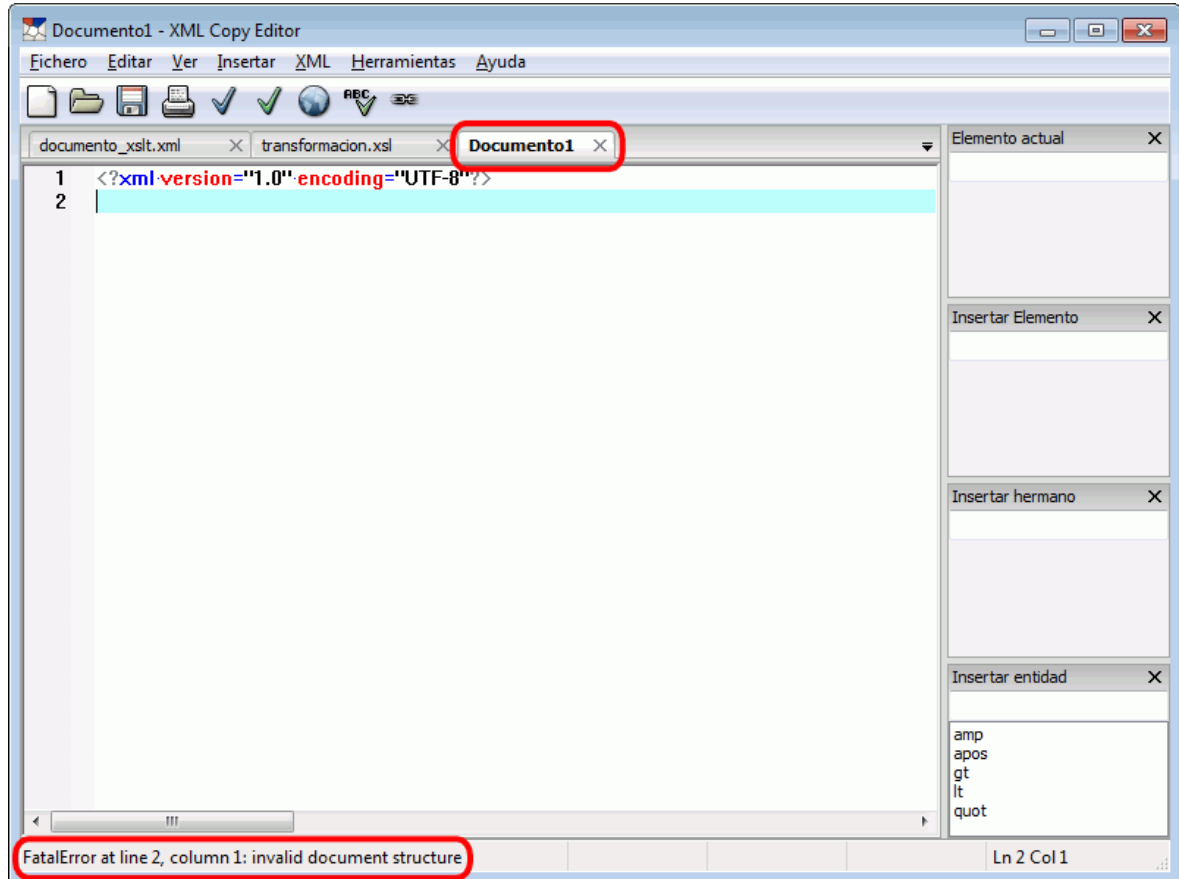 Documento1 - XML Copy Editor
Fichero Editar Ver Insertar XML Herramientas Ayuda
ABC
documento_xslt.xml transformacion.xsl Documento1
1 <?xml version="1.0" encoding="UTF-8"?>
2
Elemento actual
Insertar Elemento
Insertar hermano
Insertar entidad
amp
apos
gt
lt
quot
FatalError at line 2, column 1: invalid document structure
Ln 2 Col 1